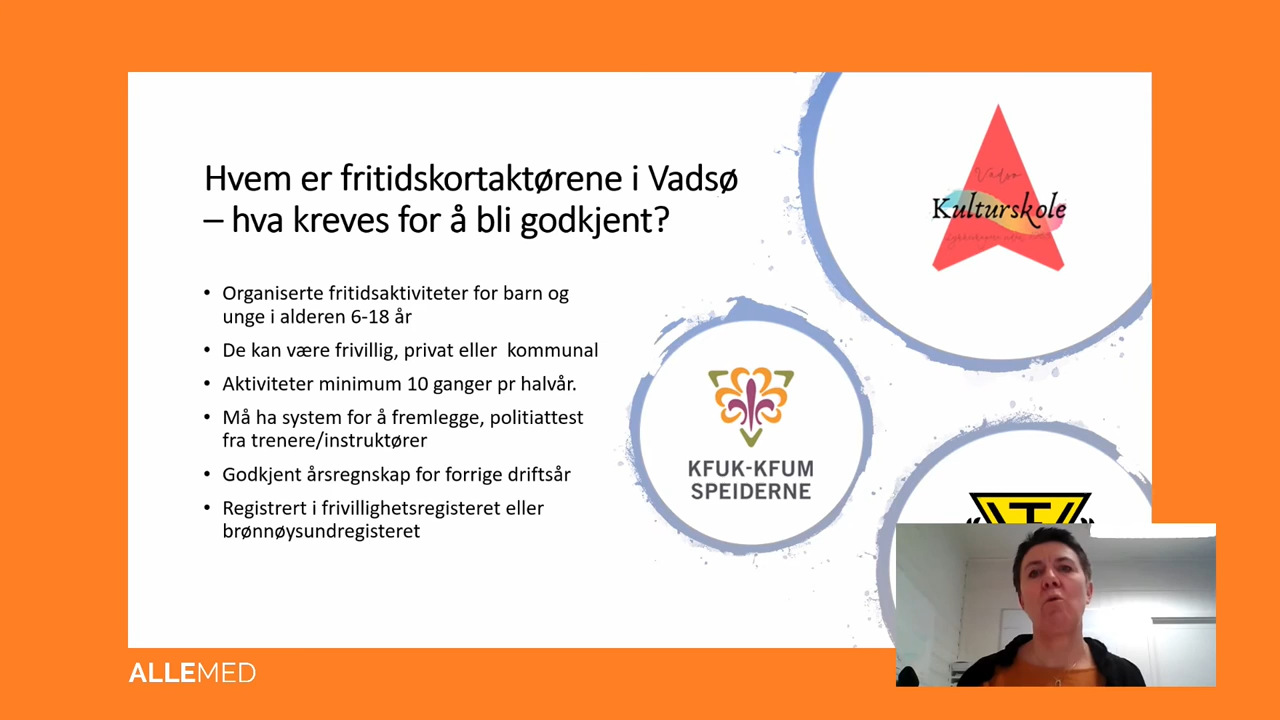 Hvem er fritidskortaktørene i Vadsø
– hva kreves for å bli godkjent?
• Organiserte fritidsaktiviteter for barn og
unge i alderen 6-18 år
• De kan være frivillig, privat eller  kommunal
• Aktiviteter minimum 10 ganger pr halvår.
• Må ha system for å fremlegge, politiattest
fra trenere/instruktører
• Godkjent årsregnskap for forrige driftsår
• Registrert i frivillighetsregisteret eller
brønnøysundregisteret
Vadsø
Kulturskole
KFUK-KFUM
SPEIDERNE
ALLEMED